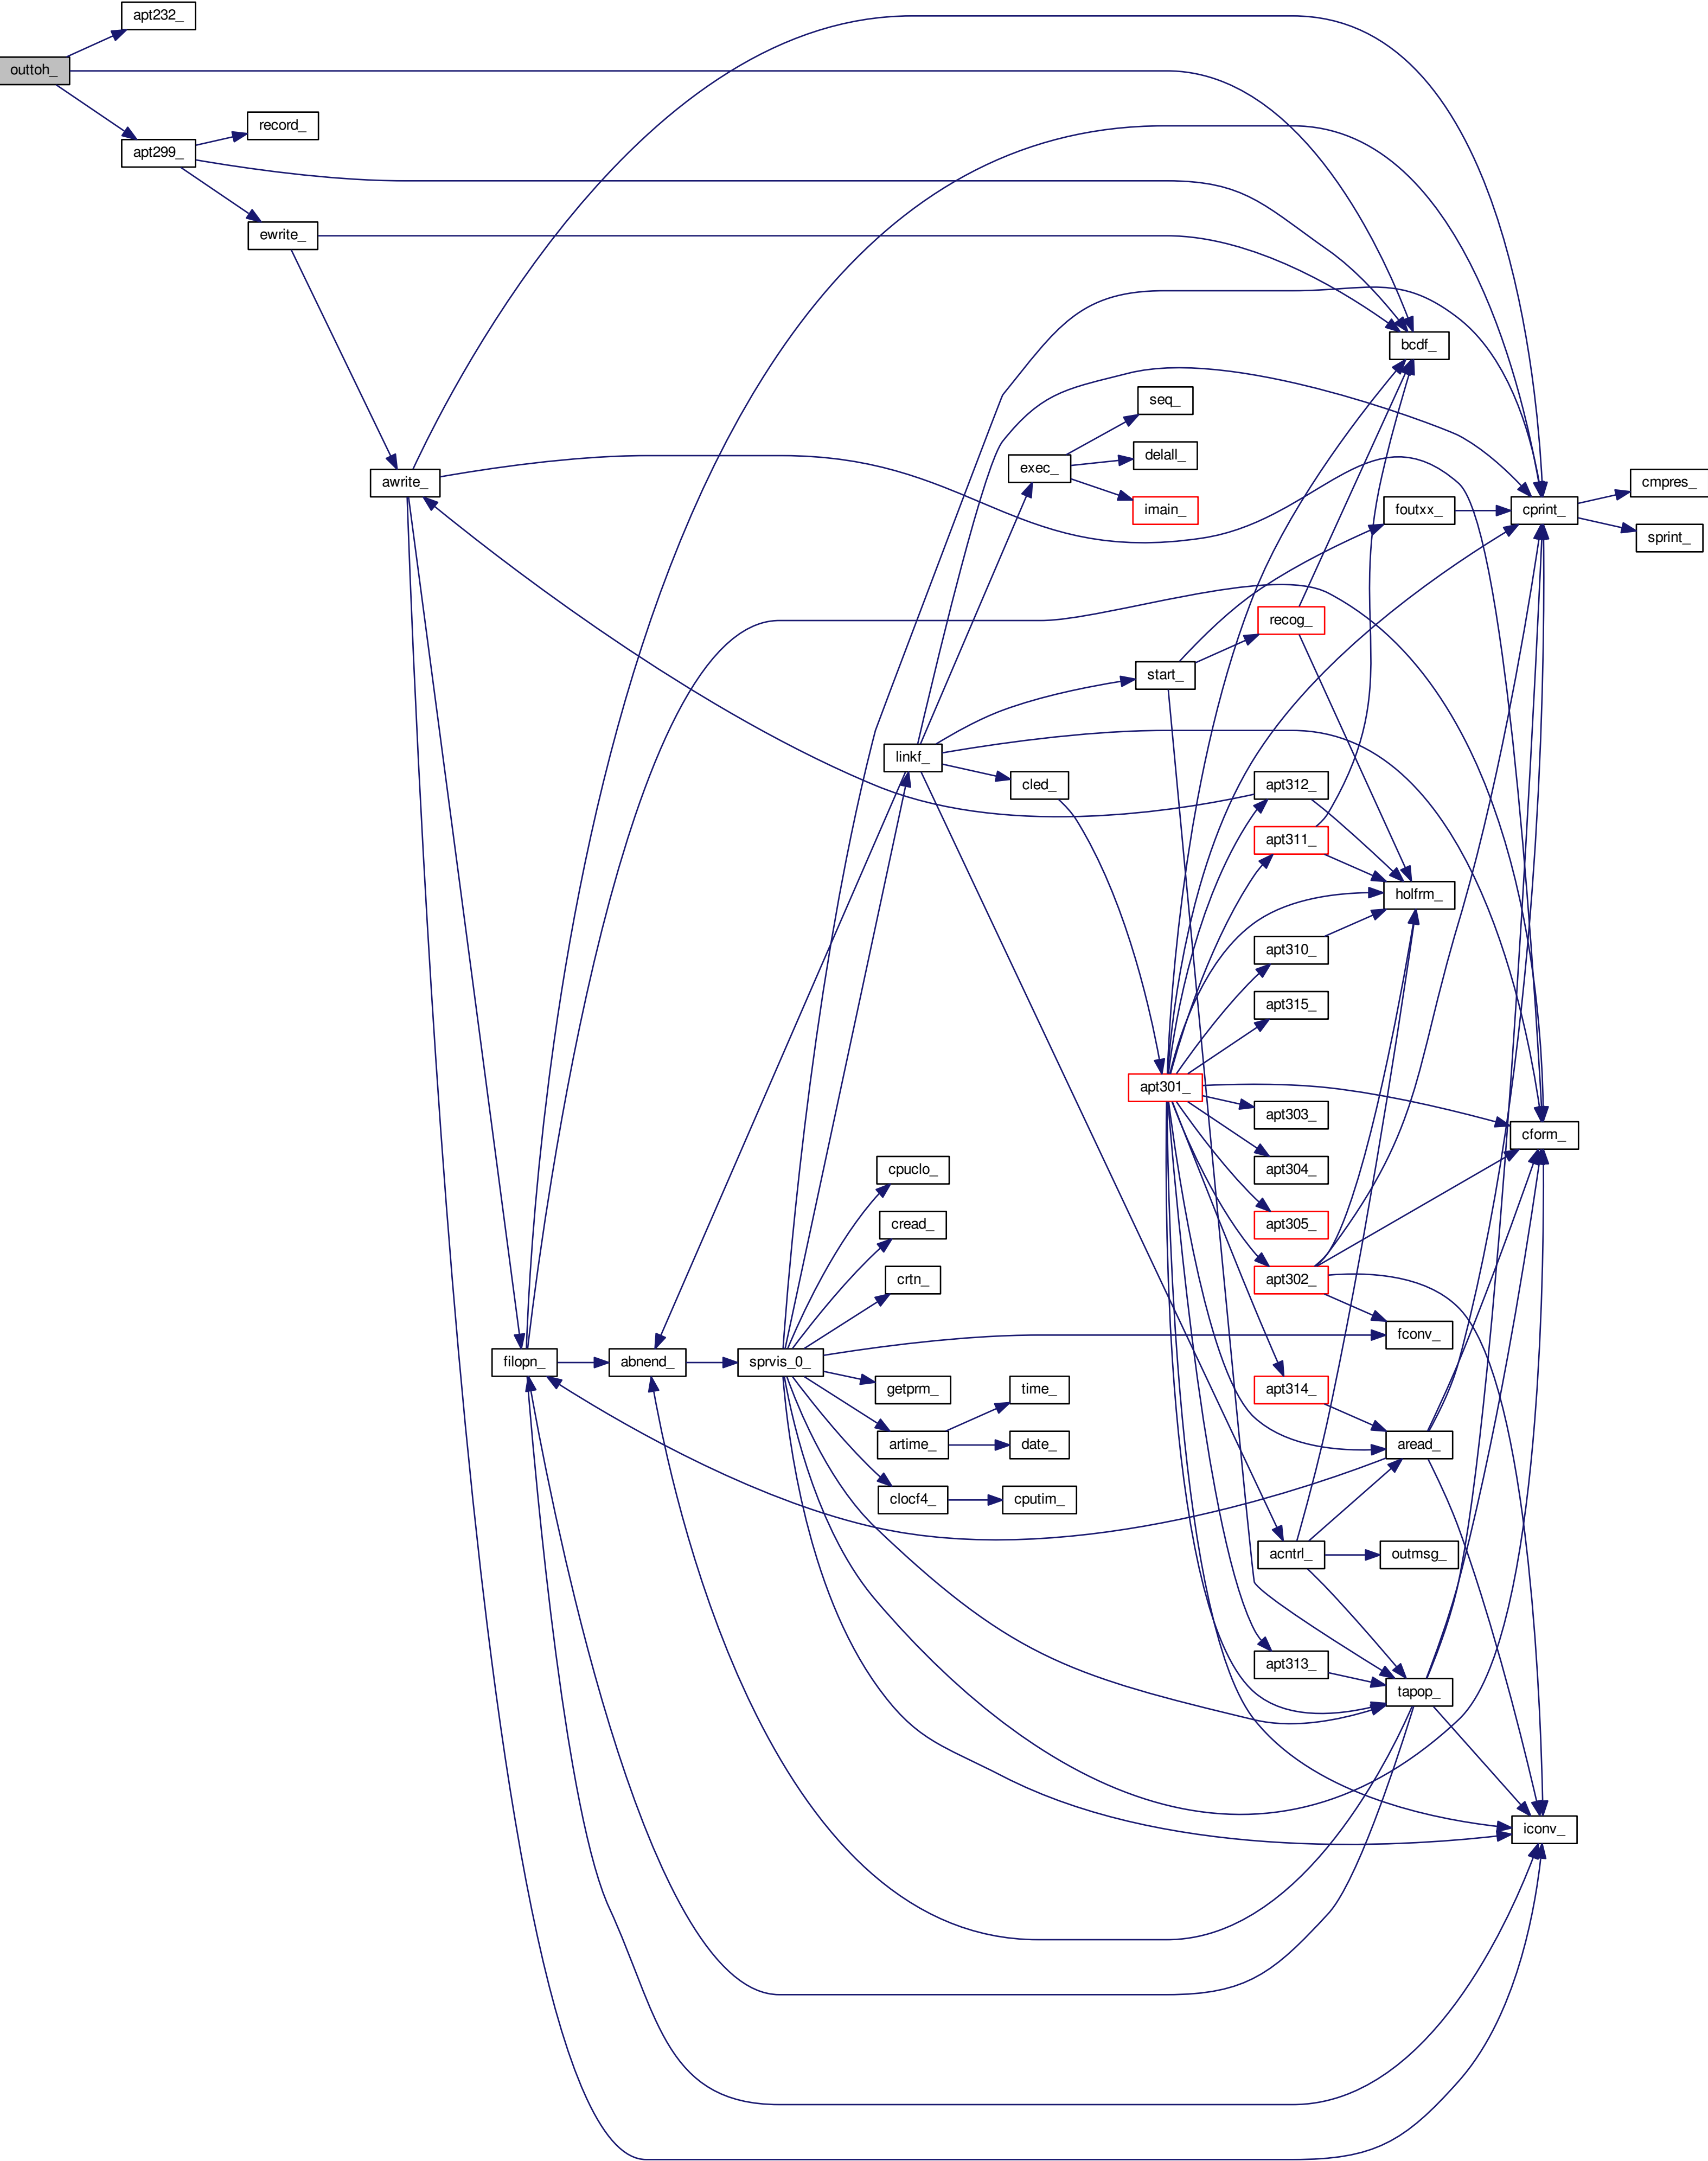 apt232_
outtoh_
record_
apt299_
ewrite_
bcdf_
seq_
delall_
exec_
awrite_
cmpres_
imain_
foutxx_
cprint_
sprint_
recog_
start_
linkf_
cled_
apt312_
apt311_
holfrm_
apt310_
apt315_
apt301_
apt303_
cform_
apt304_
cpuclo_
cread_
apt305_
crtn_
apt302_
fconv_
filopn_
abnend_
sprvis_0_
getprm_
time_
apt314_
artime_
date_
aread_
clocf4_
cputim_
acntrl_
outmsg_
apt313_
tapop_
iconv_